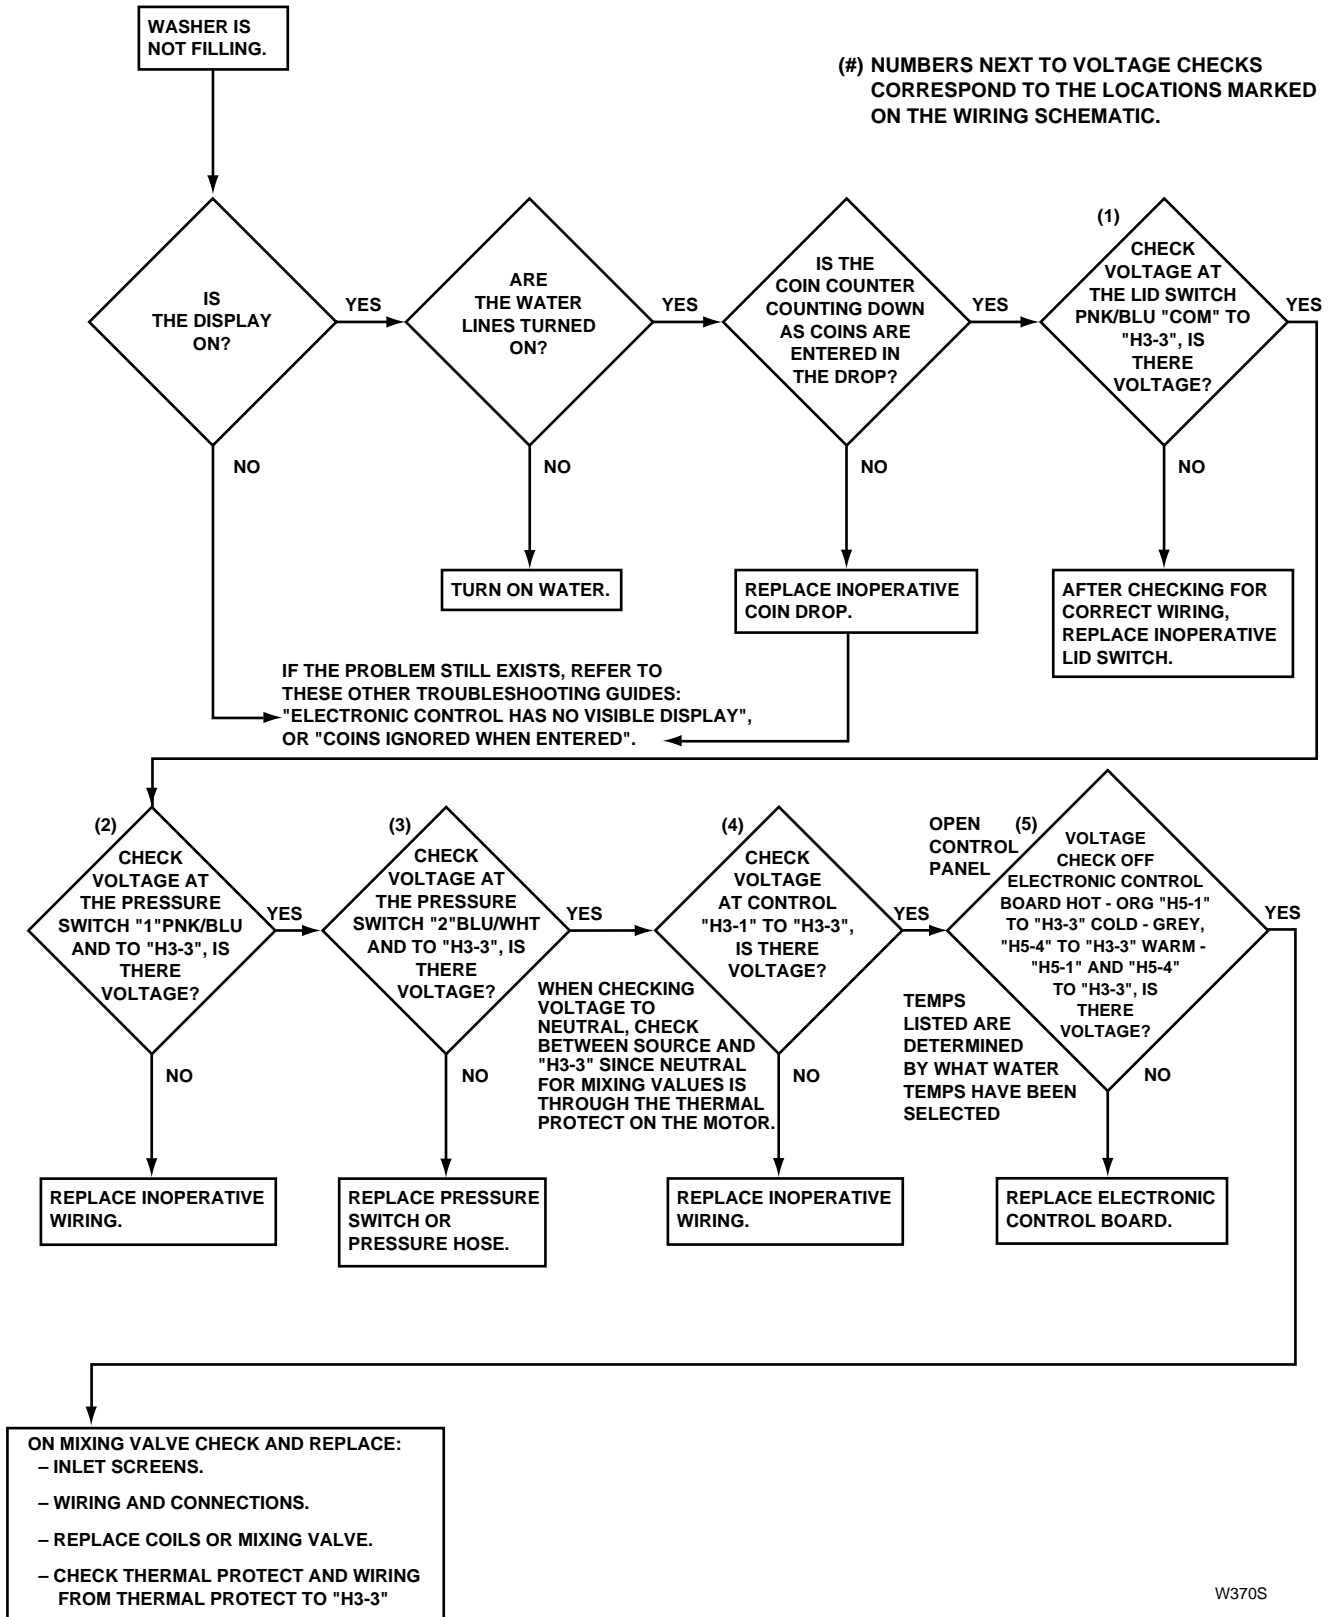 WASHER IS
NOT FILLING.
(#) NUMBERS NEXT TO VOLTAGE CHECKS
CORRESPOND TO THE LOCATIONS MARKED
ON THE WIRING SCHEMATIC.
IS
THE DISPLAY
ON?
YES
NO
ARE
THE WATER
LINES TURNED
ON?
YES
NO
IS THE
COIN COUNTER
COUNTING DOWN
AS COINS ARE
ENTERED IN
THE DROP?
YES
NO
(1)
CHECK
VOLTAGE AT
THE LID SWITCH
PNK/BLU "COM" TO
"H3-3", IS
THERE
VOLTAGE?
YES
NO
TURN ON WATER.
REPLACE INOPERATIVE
COIN DROP.
AFTER CHECKING FOR
CORRECT WIRING,
REPLACE INOPERATIVE
LID SWITCH.
IF THE PROBLEM STILL EXISTS, REFER TO
THESE OTHER TROUBLESHOOTING GUIDES:
"ELECTRONIC CONTROL HAS NO VISIBLE DISPLAY",
OR "COINS IGNORED WHEN ENTERED".
(2)
CHECK
VOLTAGE AT
THE PRESSURE
SWITCH "1"PNK/BLU
AND TO "H3-3", IS
THERE
VOLTAGE?
YES
NO
(3)
CHECK
VOLTAGE AT
THE PRESSURE
SWITCH "2"BLU/WHT
AND TO "H3-3", IS
THERE
VOLTAGE?
YES
NO
WHEN CHECKING
VOLTAGE TO
NEUTRAL, CHECK
BETWEEN SOURCE AND
"H3-3" SINCE NEUTRAL
FOR MIXING VALUES IS
THROUGH THE THERMAL
PROTECT ON THE MOTOR.
(4)
CHECK
VOLTAGE
AT CONTROL
"H3-1" TO "H3-3",
IS THERE
VOLTAGE?
YES
NO
OPEN
CONTROL
PANEL
(5)
VOLTAGE
CHECK OFF
ELECTRONIC CONTROL
BOARD HOT - ORG "H5-1"
TO "H3-3" COLD - GREY,
"H5-4" TO "H3-3" WARM -
"H5-1" AND "H5-4"
TO "H3-3", IS
THERE
VOLTAGE?
YES
NO
TEMPS
LISTED ARE
DETERMINED
BY WHAT WATER
TEMPS HAVE BEEN
SELECTED
REPLACE INOPERATIVE
WIRING.
REPLACE PRESSURE
SWITCH OR
PRESSURE HOSE.
REPLACE INOPERATIVE
WIRING.
REPLACE ELECTRONIC
CONTROL BOARD.
ON MIXING VALVE CHECK AND REPLACE:
– INLET SCREENS.
– WIRING AND CONNECTIONS.
– REPLACE COILS OR MIXING VALVE.
– CHECK THERMAL PROTECT AND WIRING
FROM THERMAL PROTECT TO "H3-3"
W370S